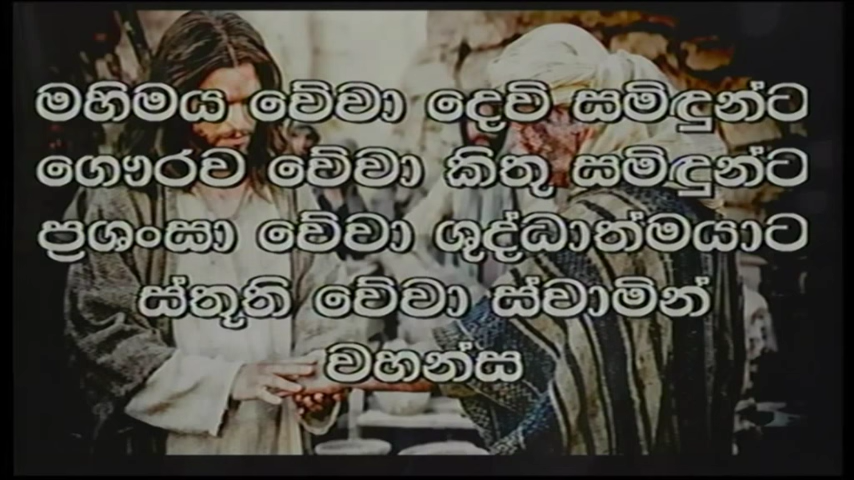 මහිමය වේවා දෙවි සමිඳුන්ට
ගෞරව වේවා කිතු සමිඳුන්ට
ප්‍රශංසා වේවා ශුද්ධාත්මයාට
ස්තූති වේවා ස්වාමින්
වහන්ස